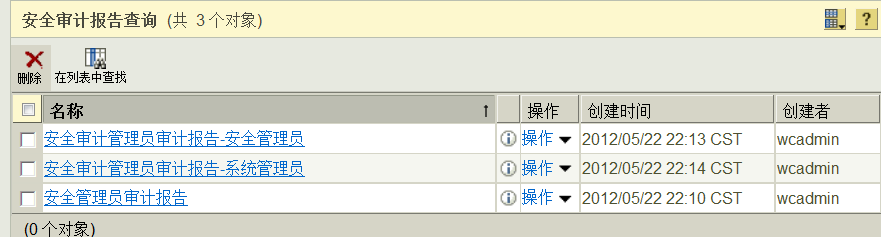 安全审计报告查询 (共 3个对象)
?
删除 在列表中查找
名称 ↑ 操作 创建时间 创建者
安全审计管理员审计报告-安全管理员 操作 2012/05/22 22:13 CST wcadmin
安全审计管理员审计报告-系统管理员 操作 2012/05/22 22:14 CST wcadmin
安全管理员审计报告 操作 2012/05/22 22:10 CST wcadmin
(0 个对象)